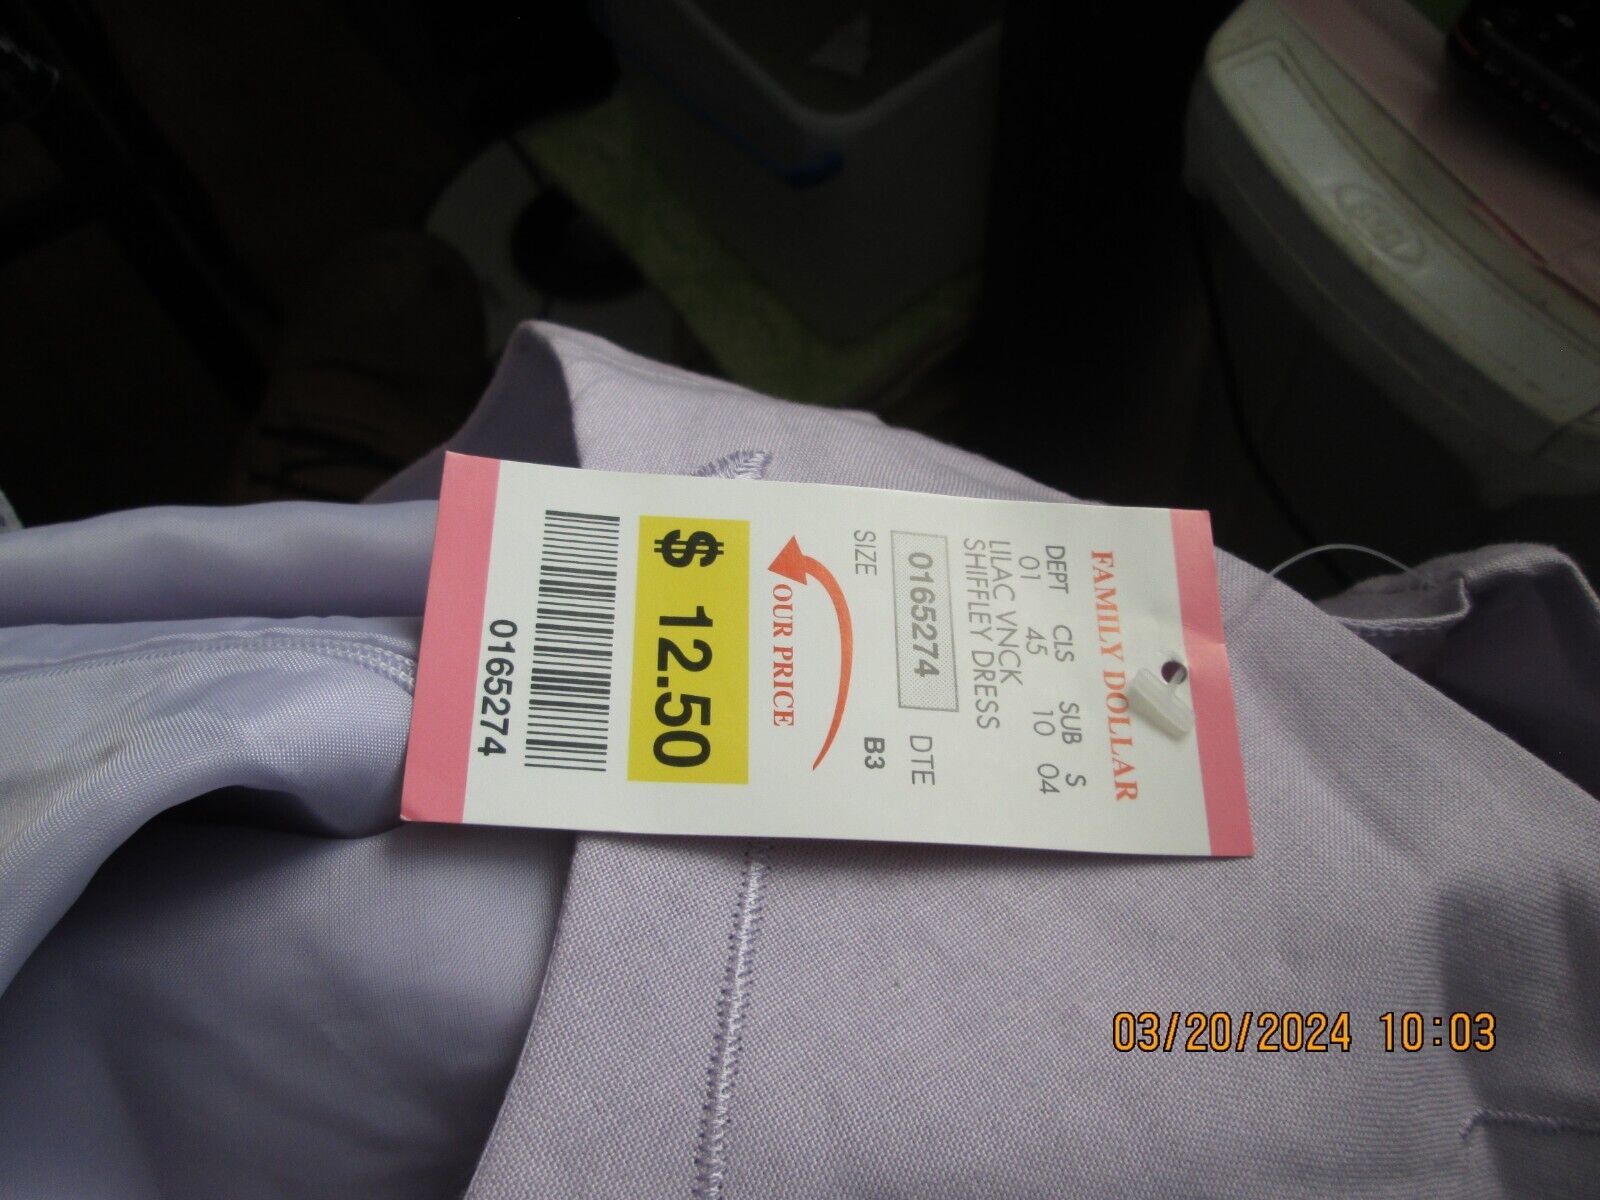 FAMILY DOLLAR
DEPT CLS SUB S
01 45 10 04
LILAC VNCK
SHIFFLEY DRESS
0165274 DTE
SIZE B3
OUR PRICE
$ 12.50
0165274
03/20/2024 10:03